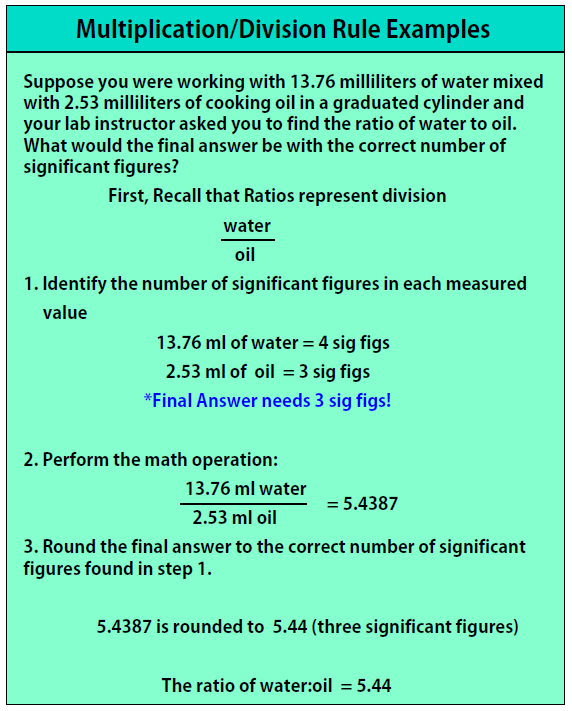 Multiplication/Division Rule Examples
Suppose you were working with 13.76 milliliters of water mixed
with 2.53 milliliters of cooking oil in a graduated cylinder and
your lab instructor asked you to find the ratio of water to oil.
What would the final answer be with the correct number of
significant figures?
First, Recall that Ratios represent division
water
oil
1. Identify the number of significant figures in each measured
value
13.76 ml of water = 4 sig figs
2.53 ml of oil = 3 sig figs
*Final Answer needs 3 sig figs!
2. Perform the math operation:
13.76 ml water
= 5.4387
2.53 ml oil
3. Round the final answer to the correct number of significant
figures found in step 1.
5.4387 is rounded to 5.44 (three significant figures)
The ratio of water:oil = 5.44